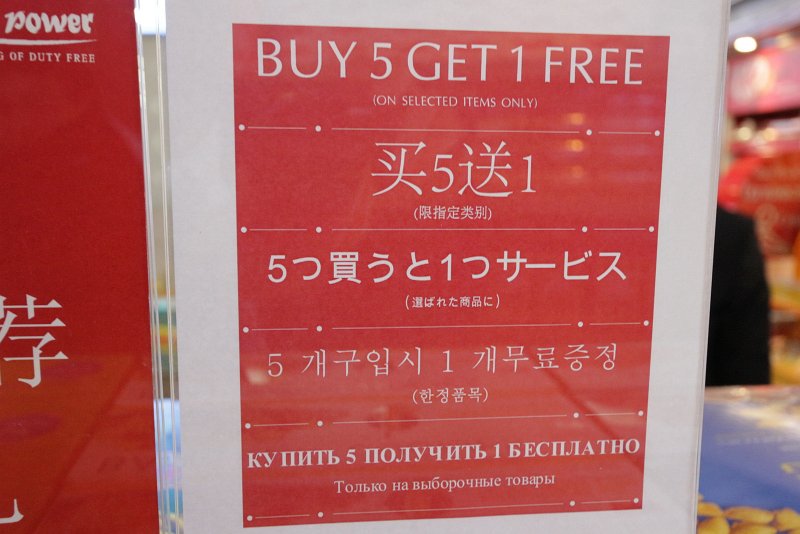 power
G OF DUTY FREE
荐
BUY 5 GET 1 FREE
(ON SELECTED ITEMS ONLY)
买5送1
(限指定类别)
5つ買うと1つサービス
(選ばれた商品に)
5 개구입시 1 개무료증정
(한정품목)
КУПИТЬ 5 ПОЛУЧИТЬ 1 БЕСПЛАТНО
Только на выборочные товары